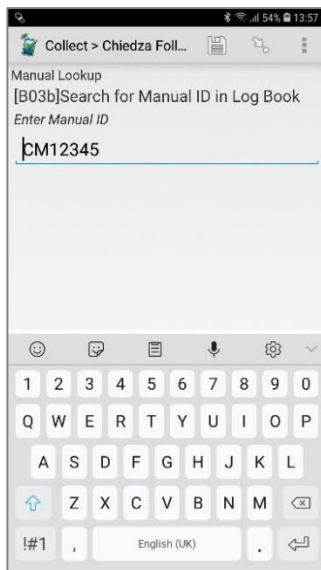 54% 13:57
Collect > Chiedza Foll...
Manual Lookup
[B03b]Search for Manual ID in Log Book
Enter Manual ID
CM12345
1 2 3 4 5 6 7 8 9 0
Q W E R T Y U I O P
A S D F G H J K L
Z X C V B N M
!#1 , English (UK) .